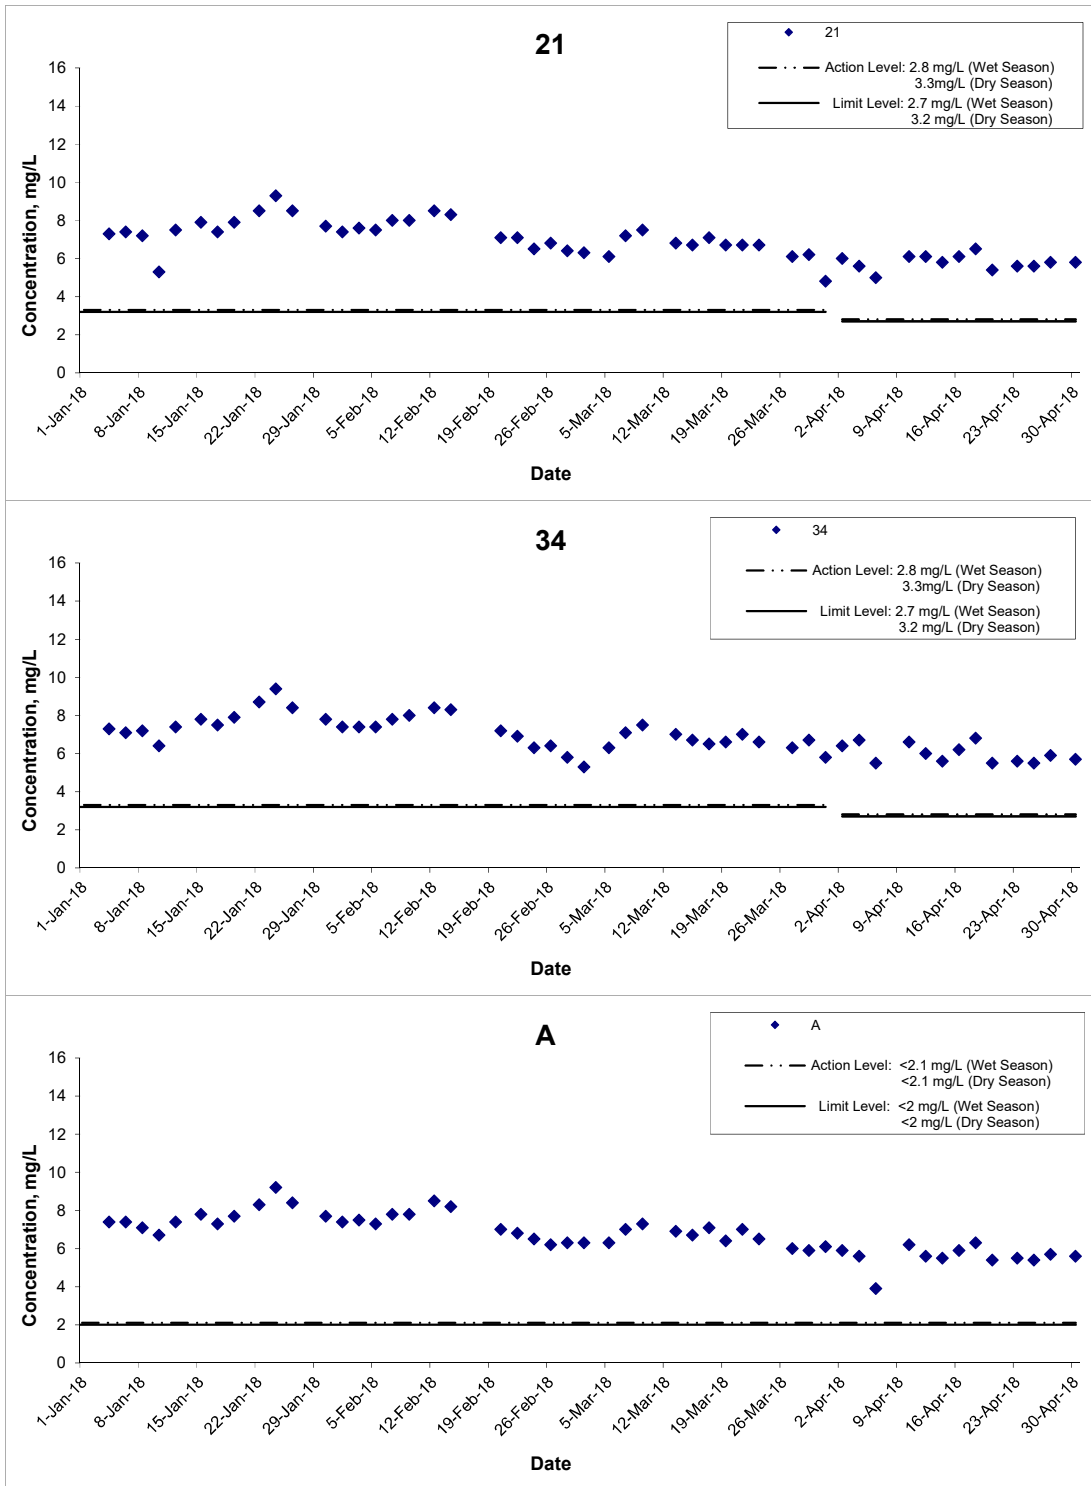 21
21
Action Level: 2.8 mg/L (Wet Season)
3.3mg/L (Dry Season)
Limit Level: 2.7 mg/L (Wet Season)
3.2 mg/L (Dry Season)
Concentration, mg/L
16
14
12
10
8
6
4
2
0
1-Jan-18
8-Jan-18
15-Jan-18
22-Jan-18
29-Jan-18
5-Feb-18
12-Feb-18
19-Feb-18
26-Feb-18
5-Mar-18
12-Mar-18
19-Mar-18
26-Mar-18
2-Apr-18
9-Apr-18
16-Apr-18
23-Apr-18
30-Apr-18
Date
34
34
Action Level: 2.8 mg/L (Wet Season)
3.3mg/L (Dry Season)
Limit Level: 2.7 mg/L (Wet Season)
3.2 mg/L (Dry Season)
Concentration, mg/L
16
14
12
10
8
6
4
2
0
1-Jan-18
8-Jan-18
15-Jan-18
22-Jan-18
29-Jan-18
5-Feb-18
12-Feb-18
19-Feb-18
26-Feb-18
5-Mar-18
12-Mar-18
19-Mar-18
26-Mar-18
2-Apr-18
9-Apr-18
16-Apr-18
23-Apr-18
30-Apr-18
Date
A
A
Action Level: <2.1 mg/L (Wet Season)
<2.1 mg/L (Dry Season)
Limit Level: <2 mg/L (Wet Season)
<2 mg/L (Dry Season)
Concentration, mg/L
16
14
12
10
8
6
4
2
0
1-Jan-18
8-Jan-18
15-Jan-18
22-Jan-18
29-Jan-18
5-Feb-18
12-Feb-18
19-Feb-18
26-Feb-18
5-Mar-18
12-Mar-18
19-Mar-18
26-Mar-18
2-Apr-18
9-Apr-18
16-Apr-18
23-Apr-18
30-Apr-18
Date